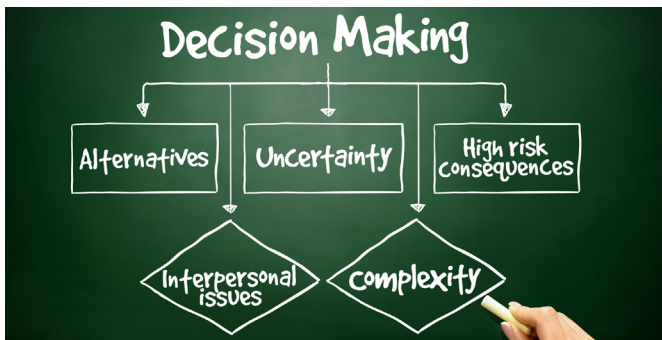 Decision Making
Alternatives
Uncertainty
High risk
consequences
Interpersonal
issues
complexity